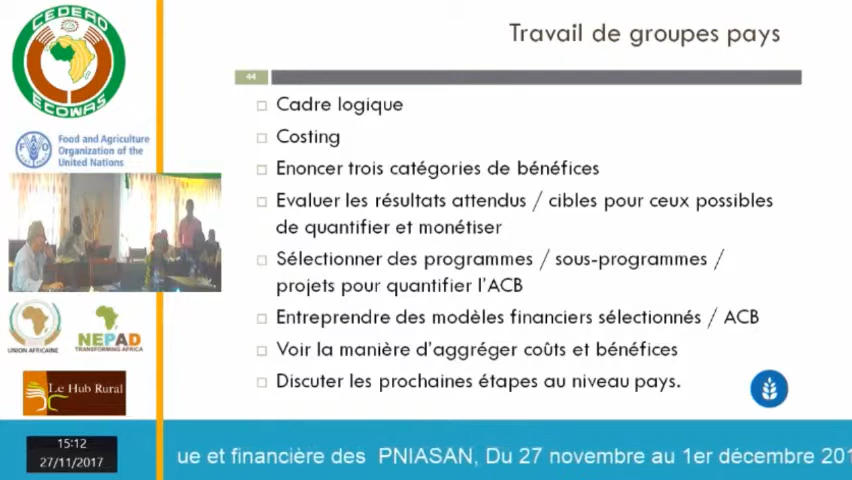 CEDEAO
ECOWAS
FAO
Food and Agriculture
Organization of the
United Nations
UNION AFRICAINE
NEPAD
TRANSFORMING AFRICA
Le Hub Rural
15:12
27/11/2017
Travail de groupes pays
44
Cadre logique
Costing
Enoncer trois catégories de bénéfices
Evaluer les résultats attendus / cibles pour ceux possibles
de quantifier et monétiser
Sélectionner des programmes / sous-programmes /
projets pour quantifier l'ACB
Entreprendre des modèles financiers sélectionnés / ACB
Voir la manière d'aggréger coûts et bénéfices
Discuter les prochaines étapes au niveau pays.
ue et financière des PNIASAN, Du 27 novembre au 1er décembre 201